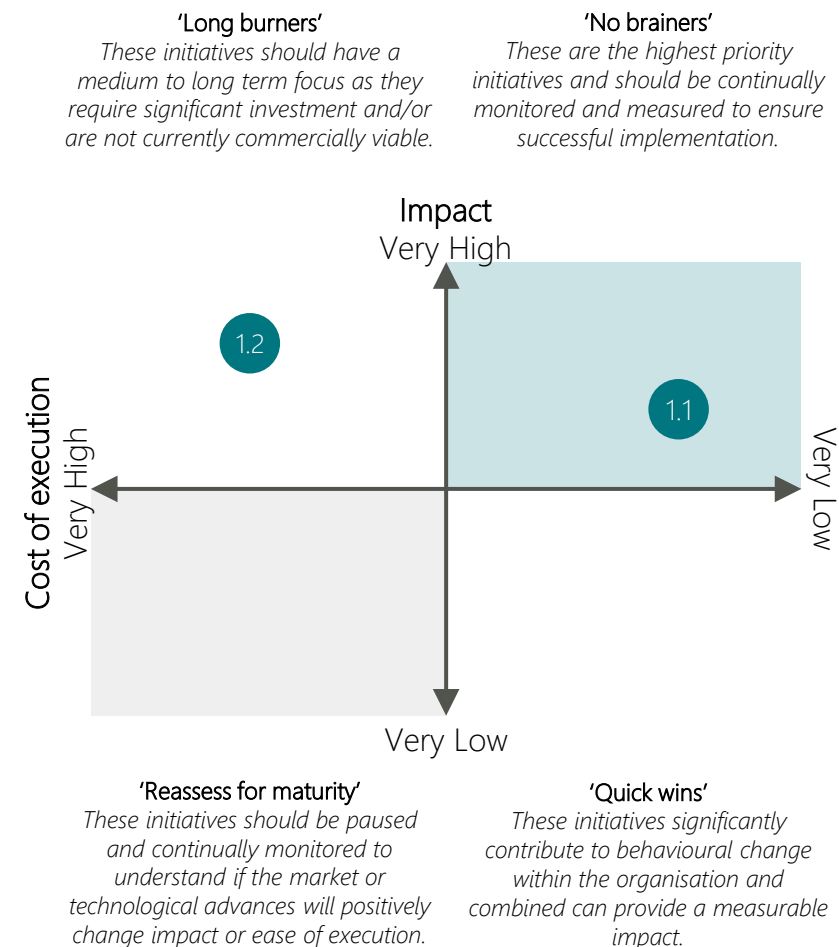 ‘Long burners’
These initiatives should have a
medium to long term focus as they
require significant investment and/or
are not currently commercially viable.
‘No brainers’
These are the highest priority
initiatives and should be continually
monitored and measured to ensure
successful implementation.
Impact
Very High
1.2
1.1
Cost of execution
Very High
Very Low
Very Low
‘Reassess for maturity’
These initiatives should be paused
and continually monitored to
understand if the market or
technological advances will positively
change impact or ease of execution.
‘Quick wins’
These initiatives significantly
contribute to behavioural change
within the organisation and
combined can provide a measurable
impact.